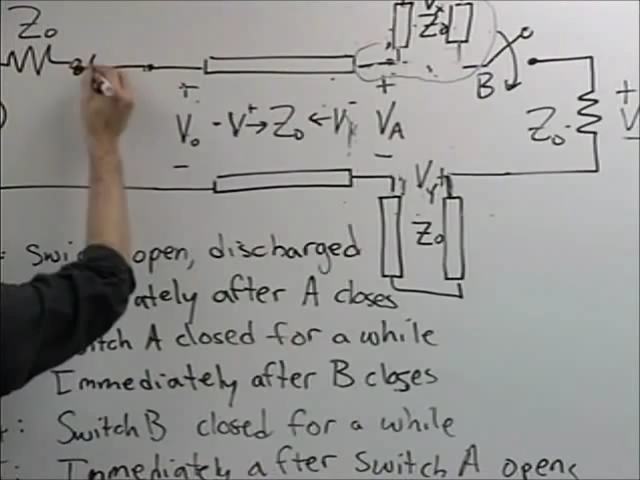 Z₀
Z₀
B
+ +
V₀ - V⁺→ Z₀ ←V⁻ V_A Z₀ V
- -
V_y +
Z₀
: Switch open, discharged
ately after A closes
A closed for a while
Immediately after B closes
: Switch B closed for a while
: Immediately after Switch A opens